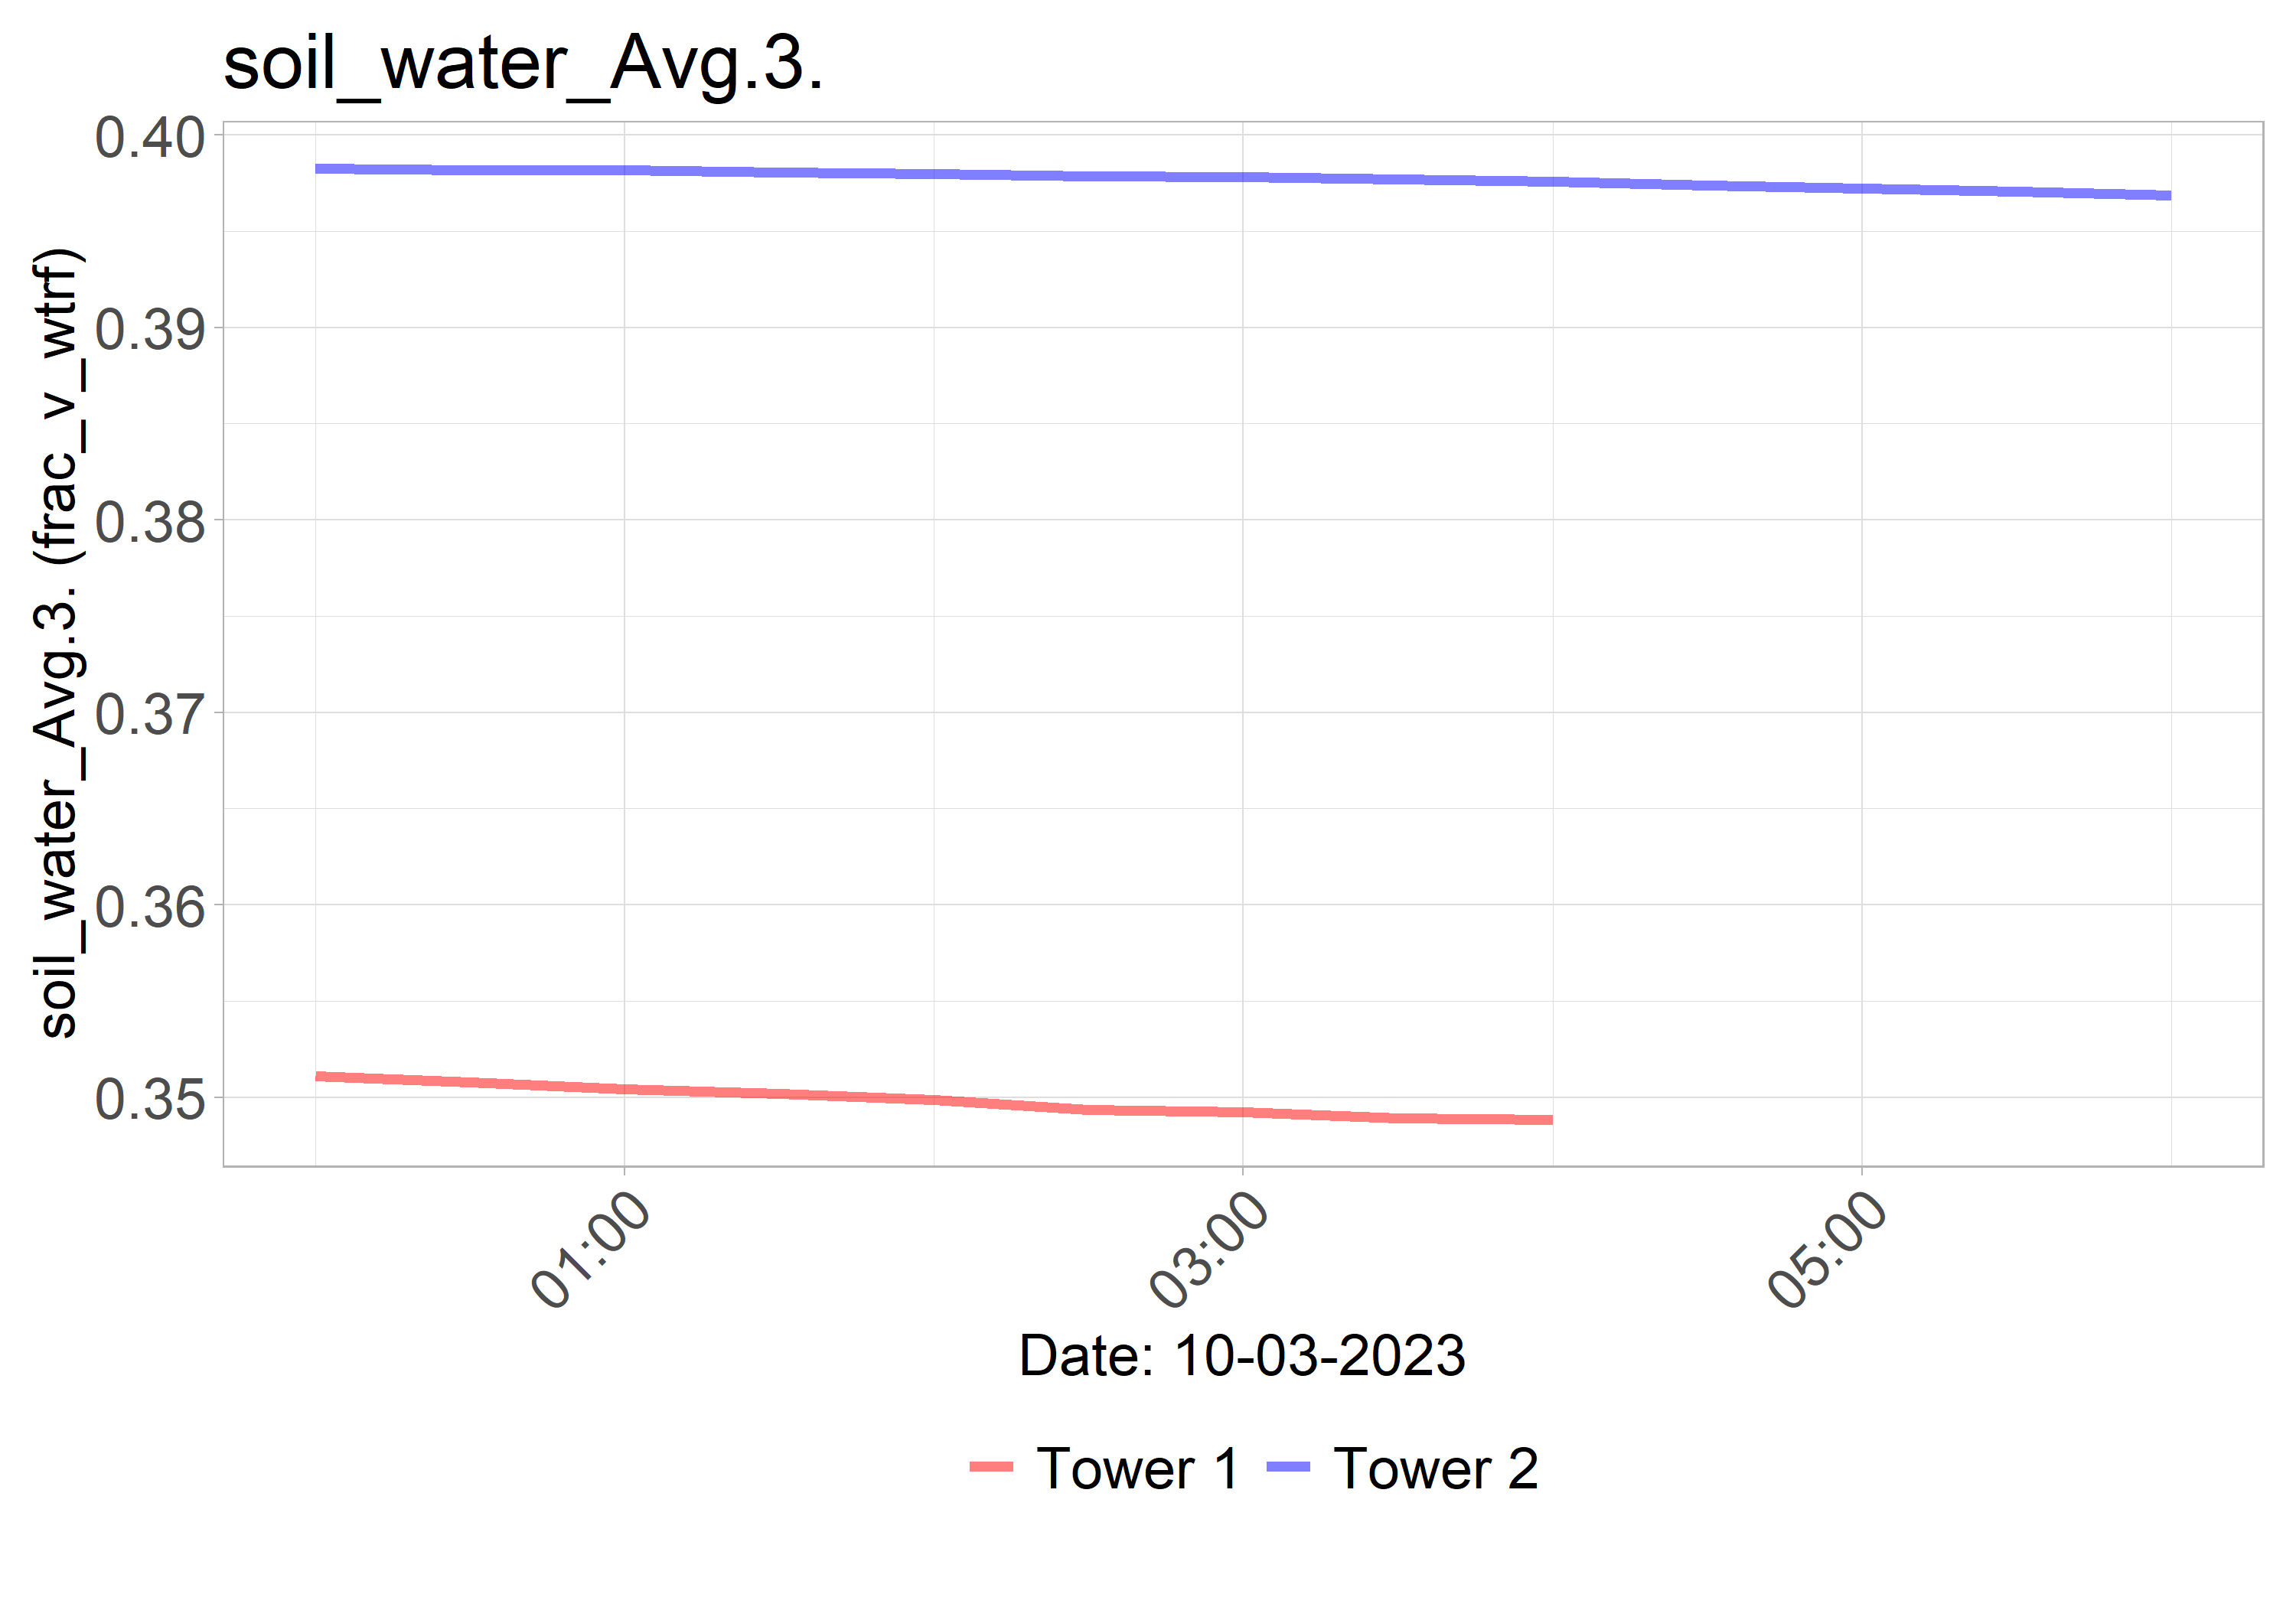 soil_water_Avg.3.
soil_water_Avg.3. (frac_v_wtrf)
0.40
0.39
0.38
0.37
0.36
0.35
01:00
03:00
05:00
Date: 10-03-2023
Tower 1
Tower 2